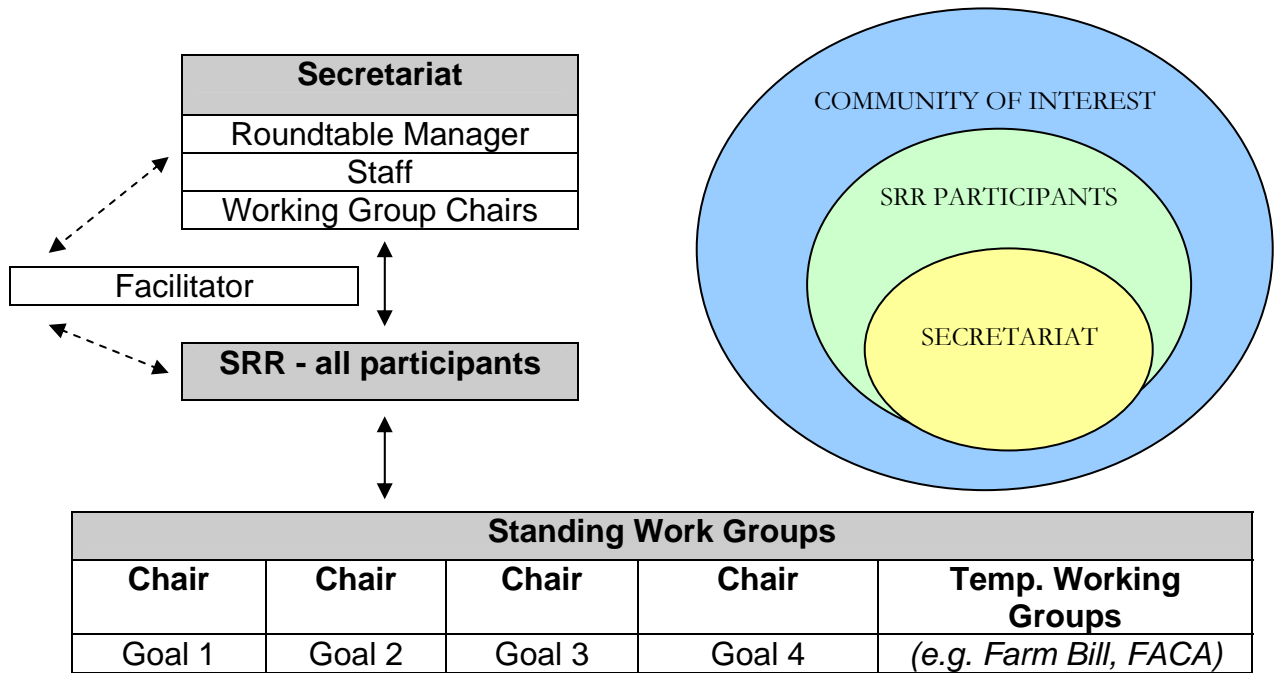 Secretariat
Roundtable Manager
Staff
Working Group Chairs
Facilitator
SRR - all participants
COMMUNITY OF INTEREST
SRR PARTICIPANTS
SECRETARIAT
Standing Work Groups
Chair Chair Chair Chair Temp. Working
Groups
Goal 1 Goal 2 Goal 3 Goal 4 (e.g. Farm Bill, FACA)